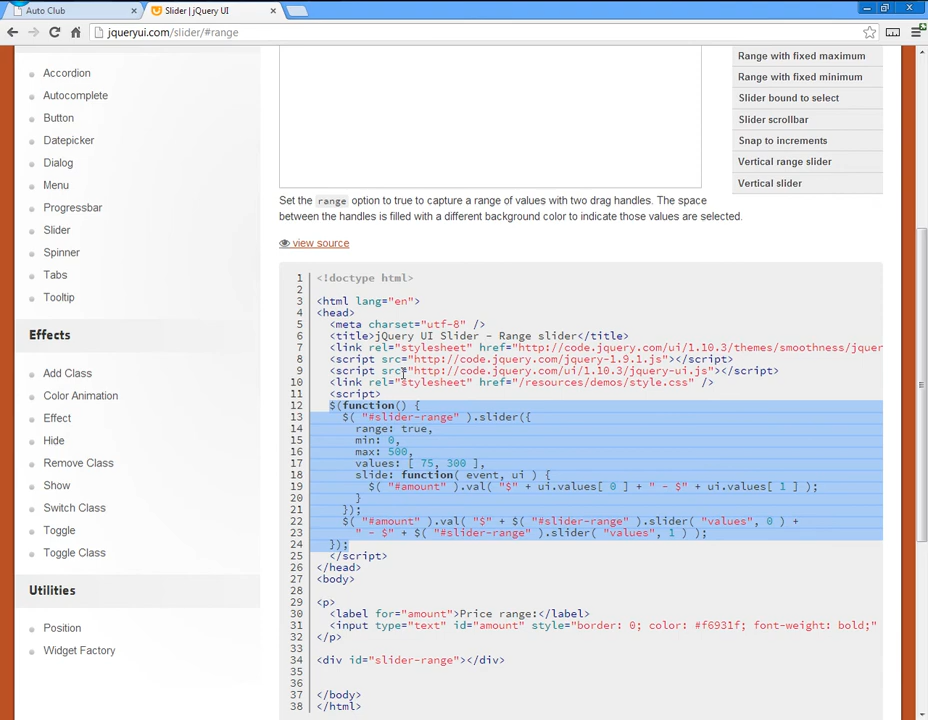 Auto Club
Slider | jQuery UI
jqueryui.com/slider/#range
Accordion
Autocomplete
Button
Datepicker
Dialog
Menu
Progressbar
Slider
Spinner
Tabs
Tooltip
Effects
Add Class
Color Animation
Effect
Hide
Remove Class
Show
Switch Class
Toggle
Toggle Class
Utilities
Position
Widget Factory
Range with fixed maximum
Range with fixed minimum
Slider bound to select
Slider scrollbar
Snap to increments
Vertical range slider
Vertical slider
Set the range option to true to capture a range of values with two drag handles. The space
between the handles is filled with a different background color to indicate those values are selected.
view source
1 <!doctype html>
2
3 <html lang="en">
4 <head>
5 <meta charset="utf-8" />
6 <title>jQuery UI Slider - Range slider</title>
7 <link rel="stylesheet" href="http://code.jquery.com/ui/1.10.3/themes/smoothness/jquer
8 <script src="http://code.jquery.com/jquery-1.9.1.js"></script>
9 <script src="http://code.jquery.com/ui/1.10.3/jquery-ui.js"></script>
10 <link rel="stylesheet" href="/resources/demos/style.css" />
11 <script>
12 $(function() {
13 $( "#slider-range" ).slider({
14 range: true,
15 min: 0,
16 max: 500,
17 values: [ 75, 300 ],
18 slide: function( event, ui ) {
19 $( "#amount" ).val( "$" + ui.values[ 0 ] + " - $" + ui.values[ 1 ] );
20 }
21 });
22 $( "#amount" ).val( "$" + $( "#slider-range" ).slider( "values", 0 ) +
23 " - $" + $( "#slider-range" ).slider( "values", 1 ) );
24 });
25 </script>
26 </head>
27 <body>
28
29 <p>
30 <label for="amount">Price range:</label>
31 <input type="text" id="amount" style="border: 0; color: #f6931f; font-weight: bold;"
32 </p>
33
34 <div id="slider-range"></div>
35
36
37 </body>
38 </html>